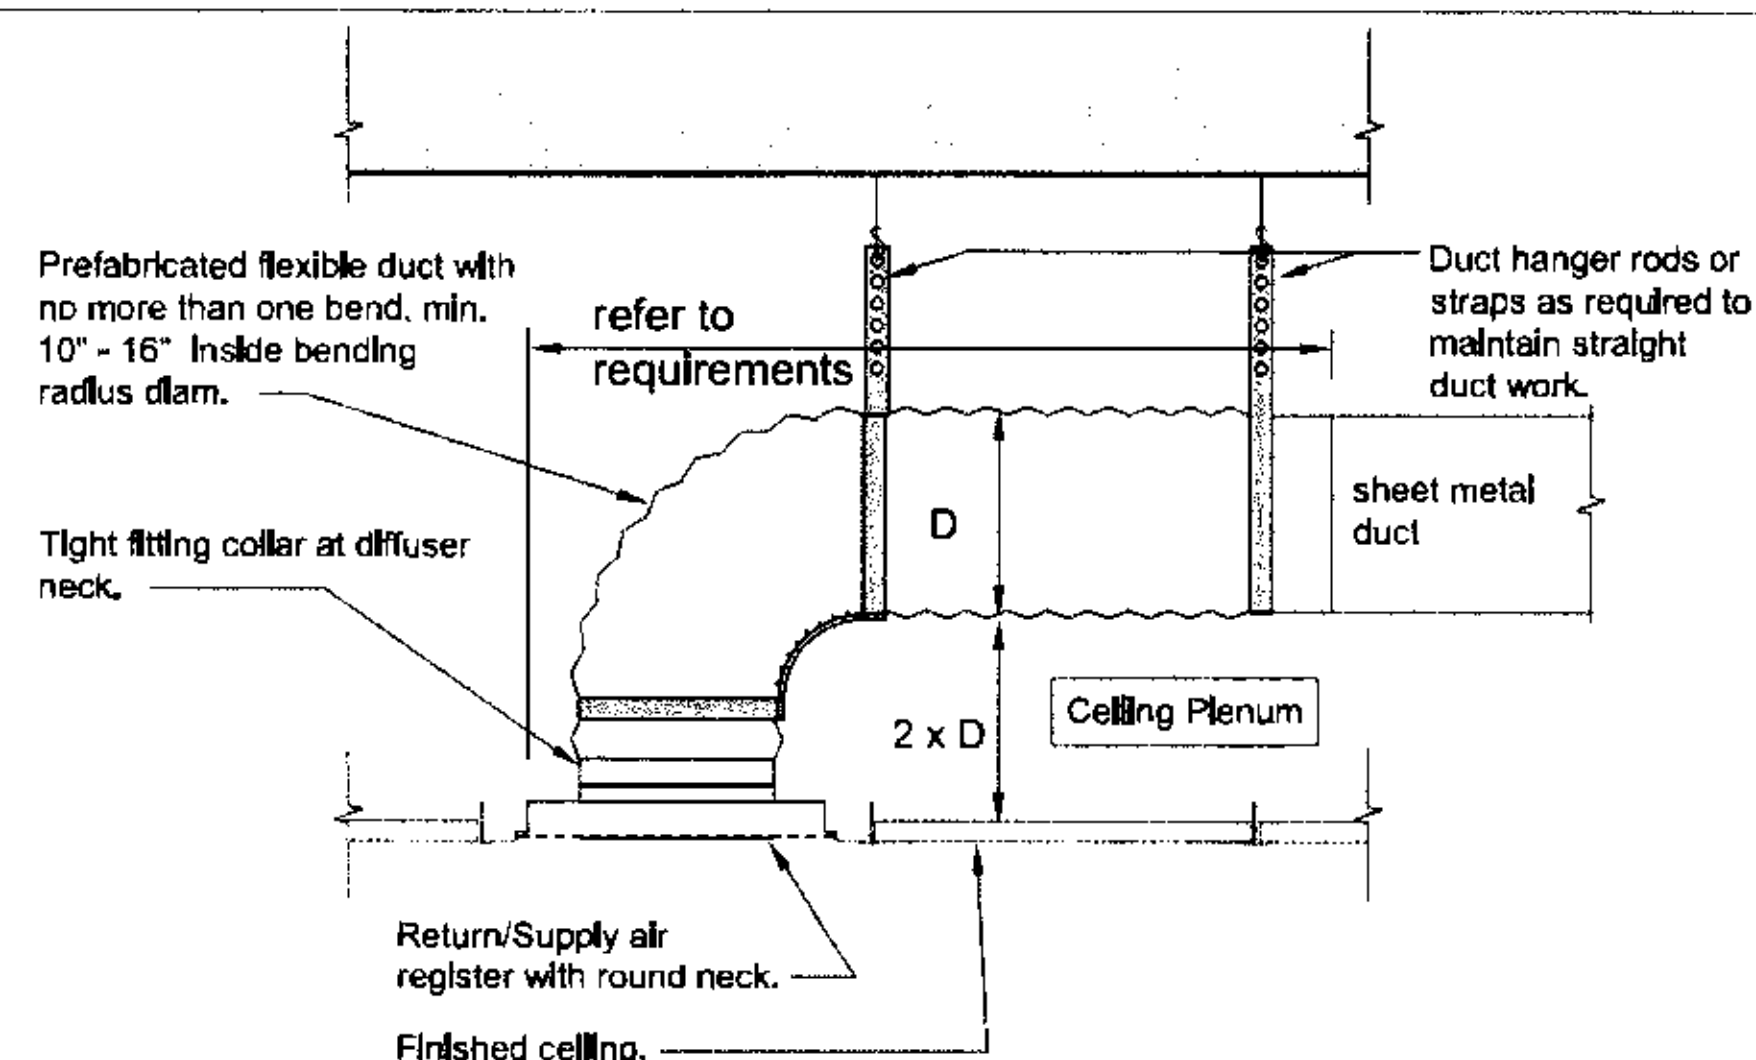 Prefabricated flexible duct with
no more than one bend. min.
10" - 16" Inside bending
radius diam.
refer to
requirements
Duct hanger rods or
straps as required to
maintain straight
duct work.
D
sheet metal
duct
Tight fitting collar at diffuser
neck.
2 x D
Ceiling Plenum
Return/Supply air
register with round neck.
Finished ceiling.